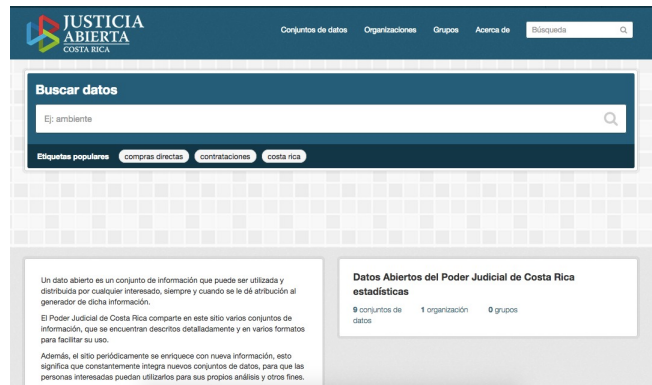 JUSTICIA
ABIERTA
COSTA RICA
Conjuntos de datos Organizaciones Grupos Acerca de Búsqueda
Buscar datos
Ej: ambiente
Etiquetas populares compras directas contrataciones costa rica
Un dato abierto es un conjunto de información que puede ser utilizada y
distribuida por cualquier interesado, siempre y cuando se le dé atribución al
generador de dicha información.
El Poder Judicial de Costa Rica comparte en este sitio varios conjuntos de
información, que se encuentran descritos detalladamente y en varios formatos
para facilitar su uso.
Además, el sitio periódicamente se enriquece con nueva información, esto
significa que constantemente integra nuevos conjuntos de datos, para que las
personas interesadas puedan utilizarlos para sus propios análisis y otros fines.
Datos Abiertos del Poder Judicial de Costa Rica
estadísticas
9 conjuntos de 1 organización 0 grupos
datos